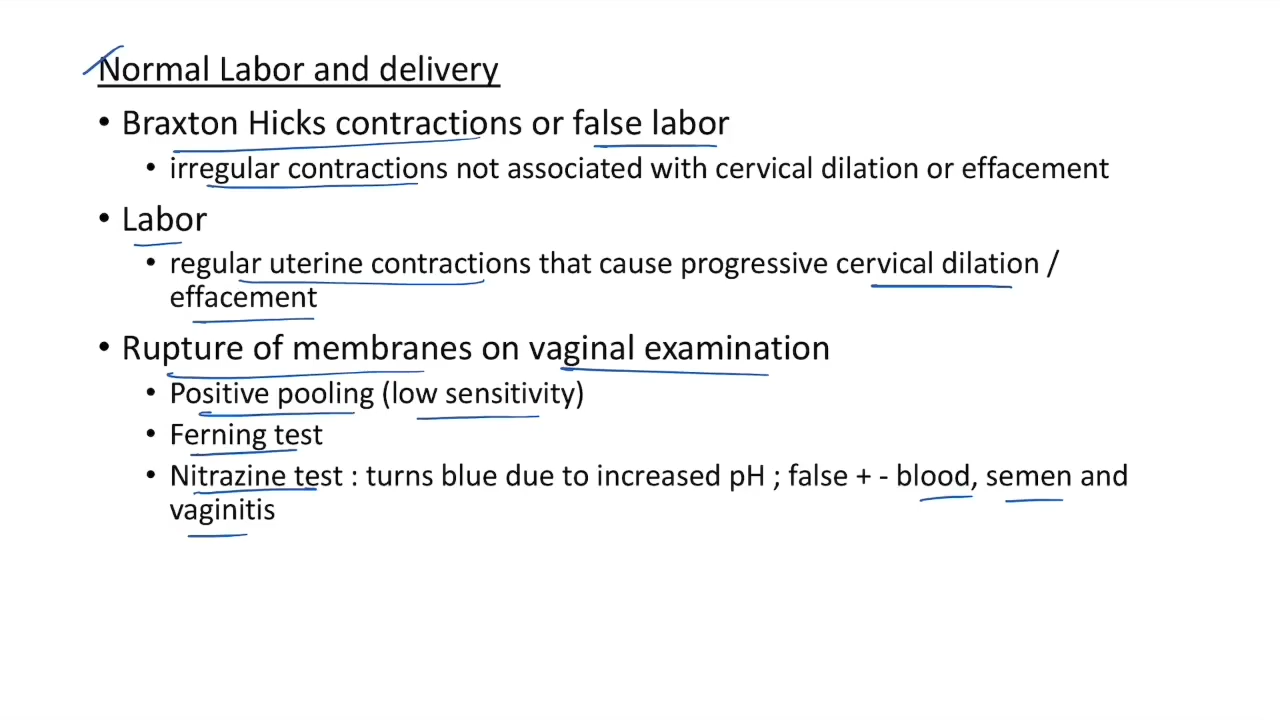 Normal Labor and delivery
• Braxton Hicks contractions or false labor
• irregular contractions not associated with cervical dilation or effacement
• Labor
• regular uterine contractions that cause progressive cervical dilation /
effacement
• Rupture of membranes on vaginal examination
• Positive pooling (low sensitivity)
• Ferning test
• Nitrazine test : turns blue due to increased pH ; false + - blood, semen and
vaginitis